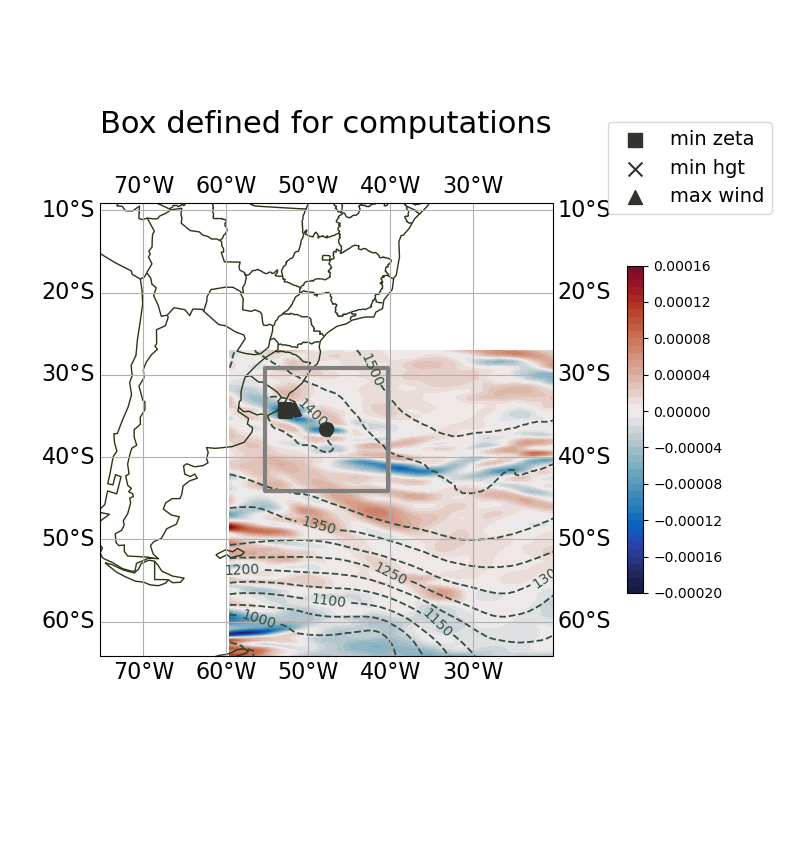 Box defined for computations
min zeta
min hgt
max wind
70°W 60°W 50°W 40°W 30°W
10°S 10°S
20°S 20°S
30°S 30°S
40°S 40°S
50°S 50°S
60°S 60°S
70°W 60°W 50°W 40°W 30°W
1500
1400
1350
1200
1250
130
1100
1150
1000
0.00016
0.00012
0.00008
0.00004
0.00000
−0.00004
−0.00008
−0.00012
−0.00016
−0.00020